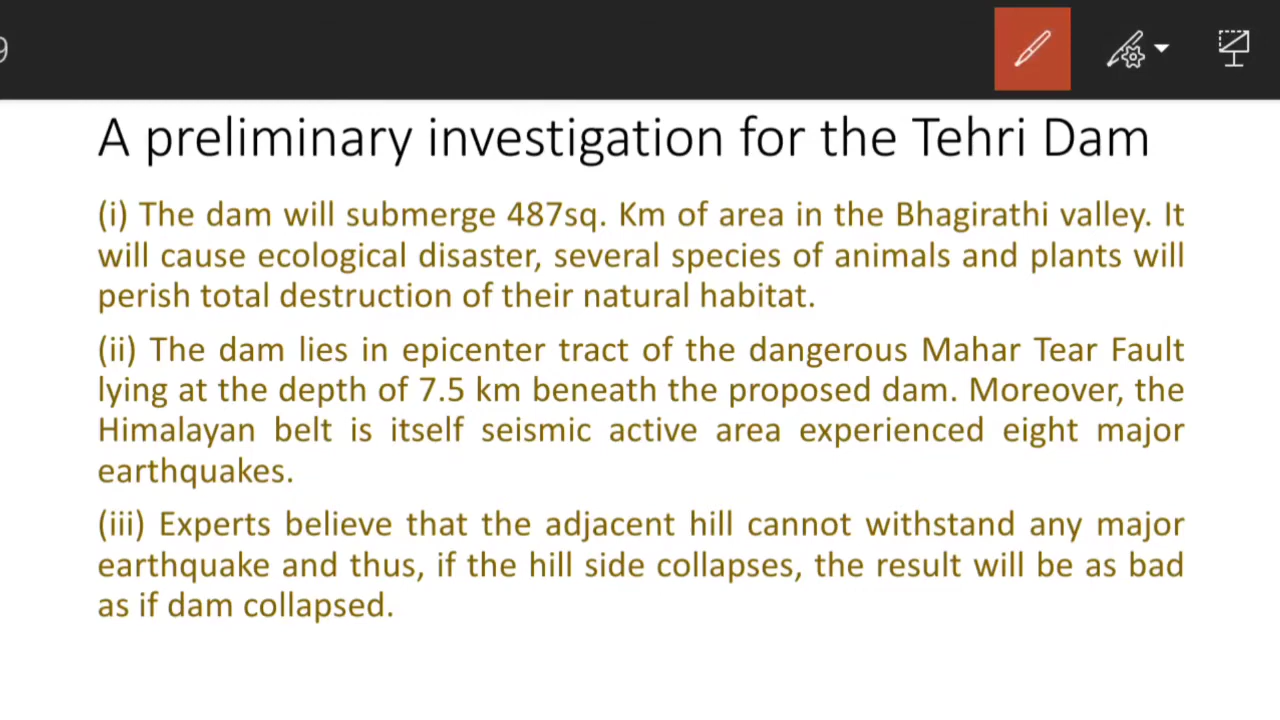 9
A preliminary investigation for the Tehri Dam
(i) The dam will submerge 487sq. Km of area in the Bhagirathi valley. It
will cause ecological disaster, several species of animals and plants will
perish total destruction of their natural habitat.
(ii) The dam lies in epicenter tract of the dangerous Mahar Tear Fault
lying at the depth of 7.5 km beneath the proposed dam. Moreover, the
Himalayan belt is itself seismic active area experienced eight major
earthquakes.
(iii) Experts believe that the adjacent hill cannot withstand any major
earthquake and thus, if the hill side collapses, the result will be as bad
as if dam collapsed.